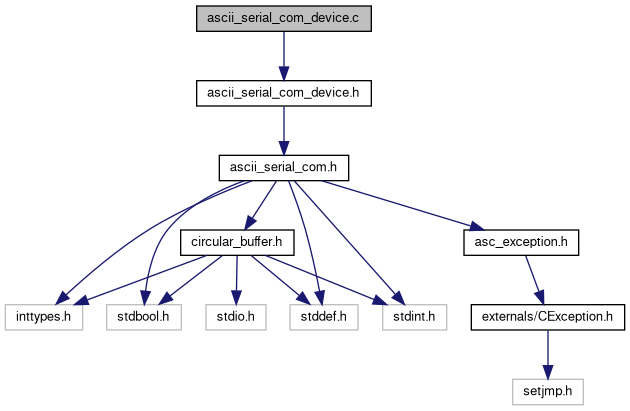 ascii_serial_com_device.c
ascii_serial_com_device.h
ascii_serial_com.h
circular_buffer.h
asc_exception.h
inttypes.h
stdbool.h
stdio.h
stddef.h
stdint.h
externals/CException.h
setjmp.h